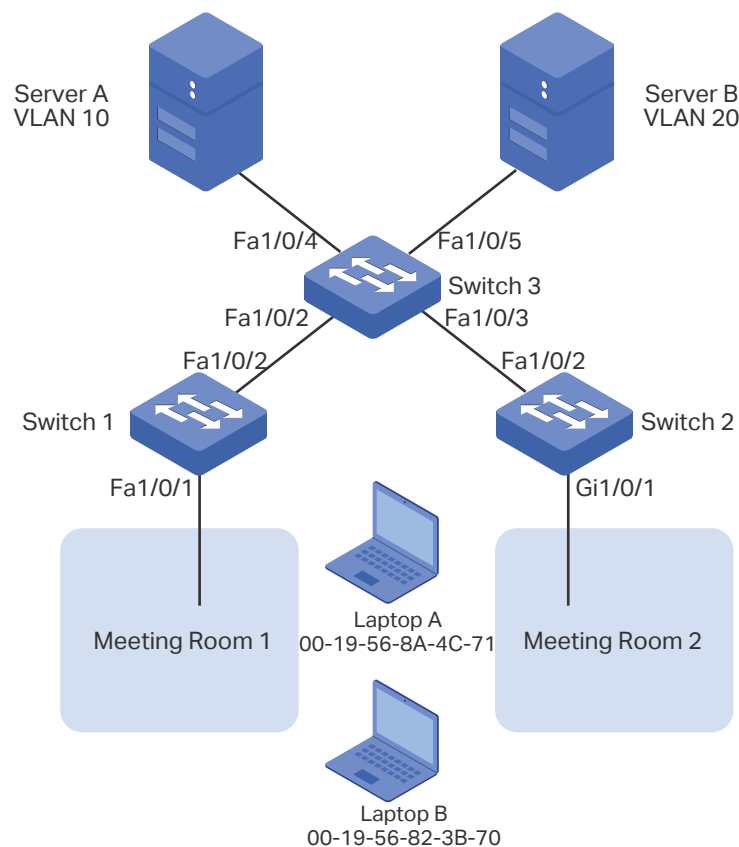 Server A
VLAN 10
Server B
VLAN 20
Fa1/0/4
Fa1/0/5
Switch 3
Fa1/0/2
Fa1/0/3
Fa1/0/2
Fa1/0/2
Switch 1
Switch 2
Fa1/0/1
Gi1/0/1
Meeting Room 1
Laptop A
00-19-56-8A-4C-71
Meeting Room 2
Laptop B
00-19-56-82-3B-70